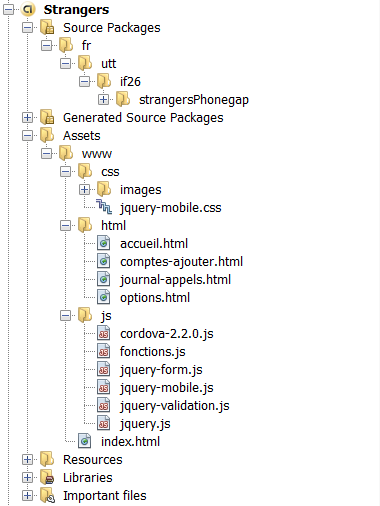 Strangers
Source Packages
fr
utt
if26
strangersPhonegap
Generated Source Packages
Assets
www
css
images
jquery-mobile.css
html
accueil.html
comptes-ajouter.html
journal-appels.html
options.html
js
cordova-2.2.0.js
fonctions.js
jquery-form.js
jquery-mobile.js
jquery-validation.js
jquery.js
index.html
Resources
Libraries
Important files